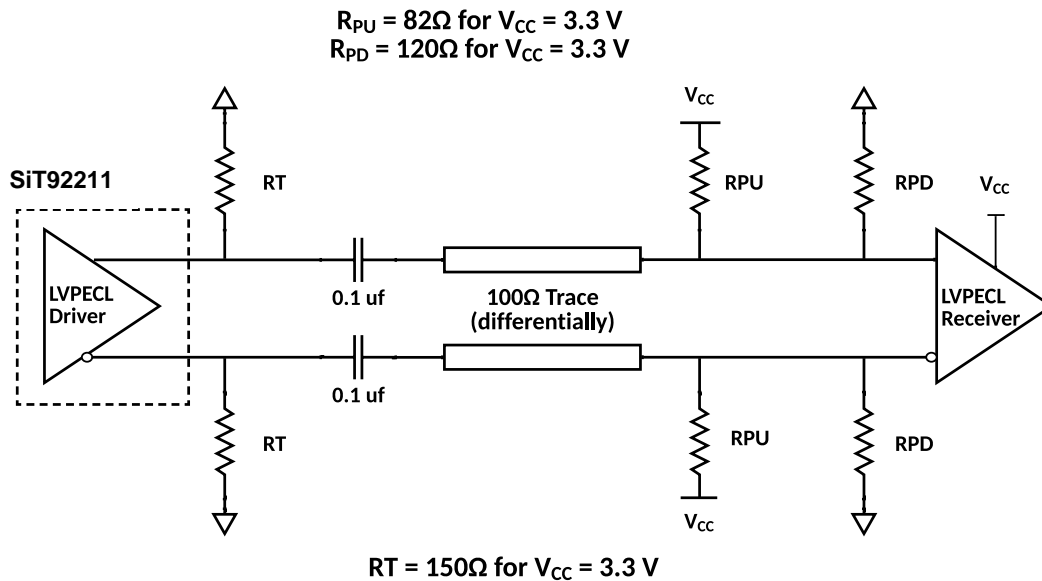 R_PU = 82Ω for V_CC = 3.3 V
R_PD = 120Ω for V_CC = 3.3 V
V_CC
SiT92211
RT
RPU
RPD
V_CC
LVPECL
Driver
0.1 uf
100Ω Trace
(differentially)
LVPECL
Receiver
0.1 uf
RT
RPU
RPD
V_CC
RT = 150Ω for V_CC = 3.3 V